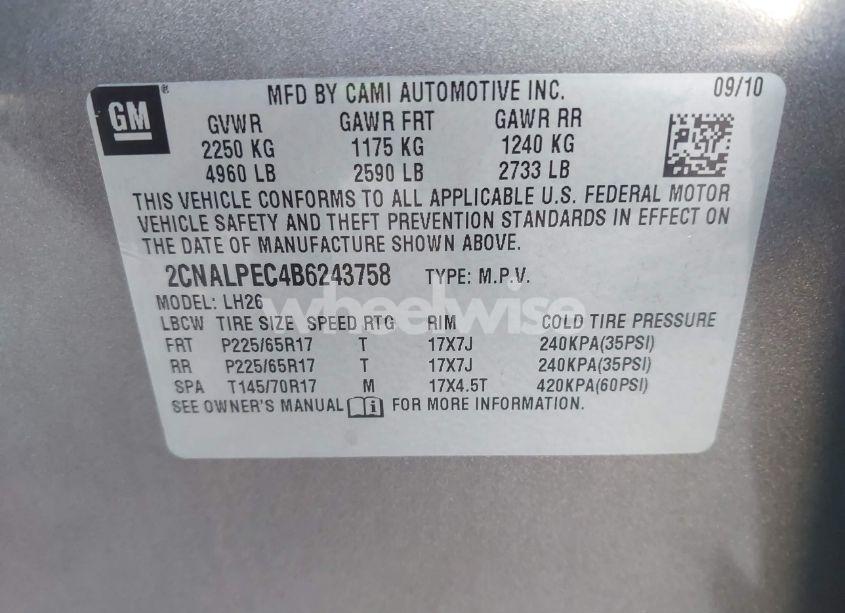 GM ®
MFD BY CAMI AUTOMOTIVE INC. 09/10
GVWR GAWR FRT GAWR RR
2250 KG 1175 KG 1240 KG
4960 LB 2590 LB 2733 LB
THIS VEHICLE CONFORMS TO ALL APPLICABLE U.S. FEDERAL MOTOR
VEHICLE SAFETY AND THEFT PREVENTION STANDARDS IN EFFECT ON
THE DATE OF MANUFACTURE SHOWN ABOVE.
2CNALPEC4B6243758 TYPE: M.P.V.
MODEL: LH26
wheelwise
LBCW TIRE SIZE SPEED RTG RIM COLD TIRE PRESSURE
FRT P225/65R17 T 17X7J 240KPA(35PSI)
RR P225/65R17 T 17X7J 240KPA(35PSI)
SPA T145/70R17 M 17X4.5T 420KPA(60PSI)
SEE OWNER'S MANUAL i FOR MORE INFORMATION.